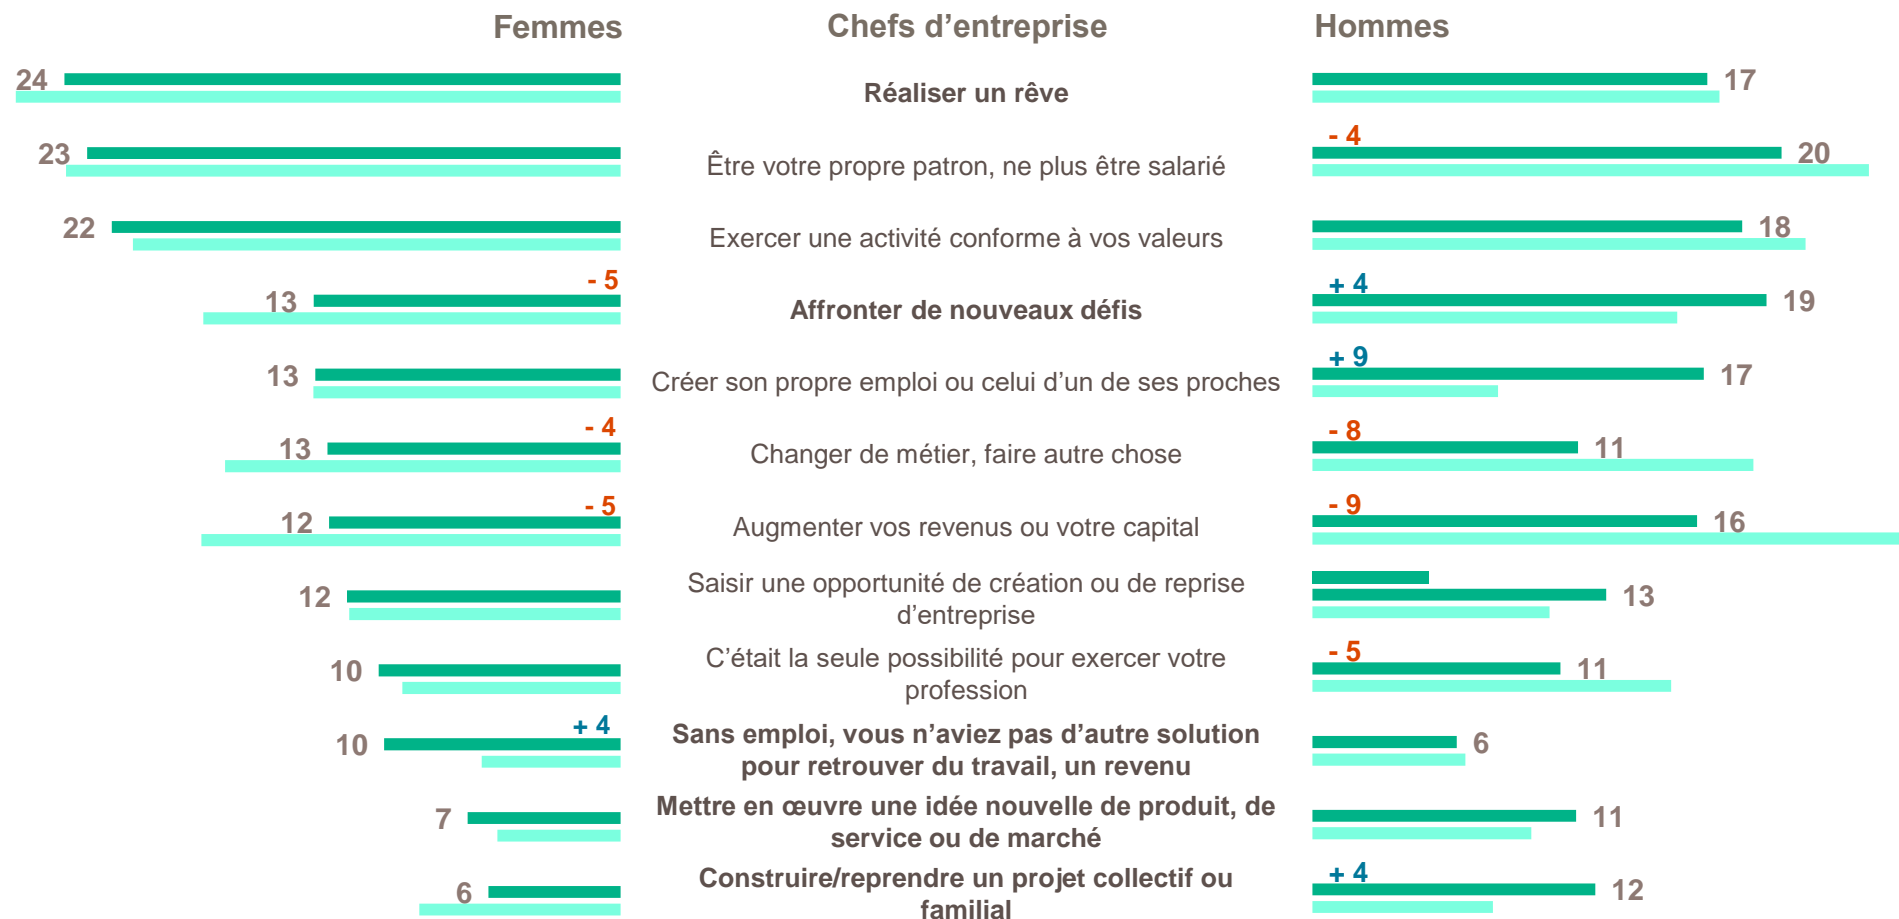 Femmes Chefs d’entreprise Hommes
24 Réaliser un rêve 17
- 4
23 Être votre propre patron, ne plus être salarié 20
22 Exercer une activité conforme à vos valeurs 18
- 5 + 4
13 Affronter de nouveaux défis 19
+ 9
13 Créer son propre emploi ou celui d’un de ses proches 17
- 4 - 8
13 Changer de métier, faire autre chose 11
- 5 - 9
12 Augmenter vos revenus ou votre capital 16
Saisir une opportunité de création ou de reprise
12 d’entreprise 13
C’était la seule possibilité pour exercer votre - 5
10 profession 11
+ 4 Sans emploi, vous n’aviez pas d’autre solution
10 pour retrouver du travail, un revenu 6
Mettre en œuvre une idée nouvelle de produit, de
7 service ou de marché 11
Construire/reprendre un projet collectif ou + 4
6 familial 12